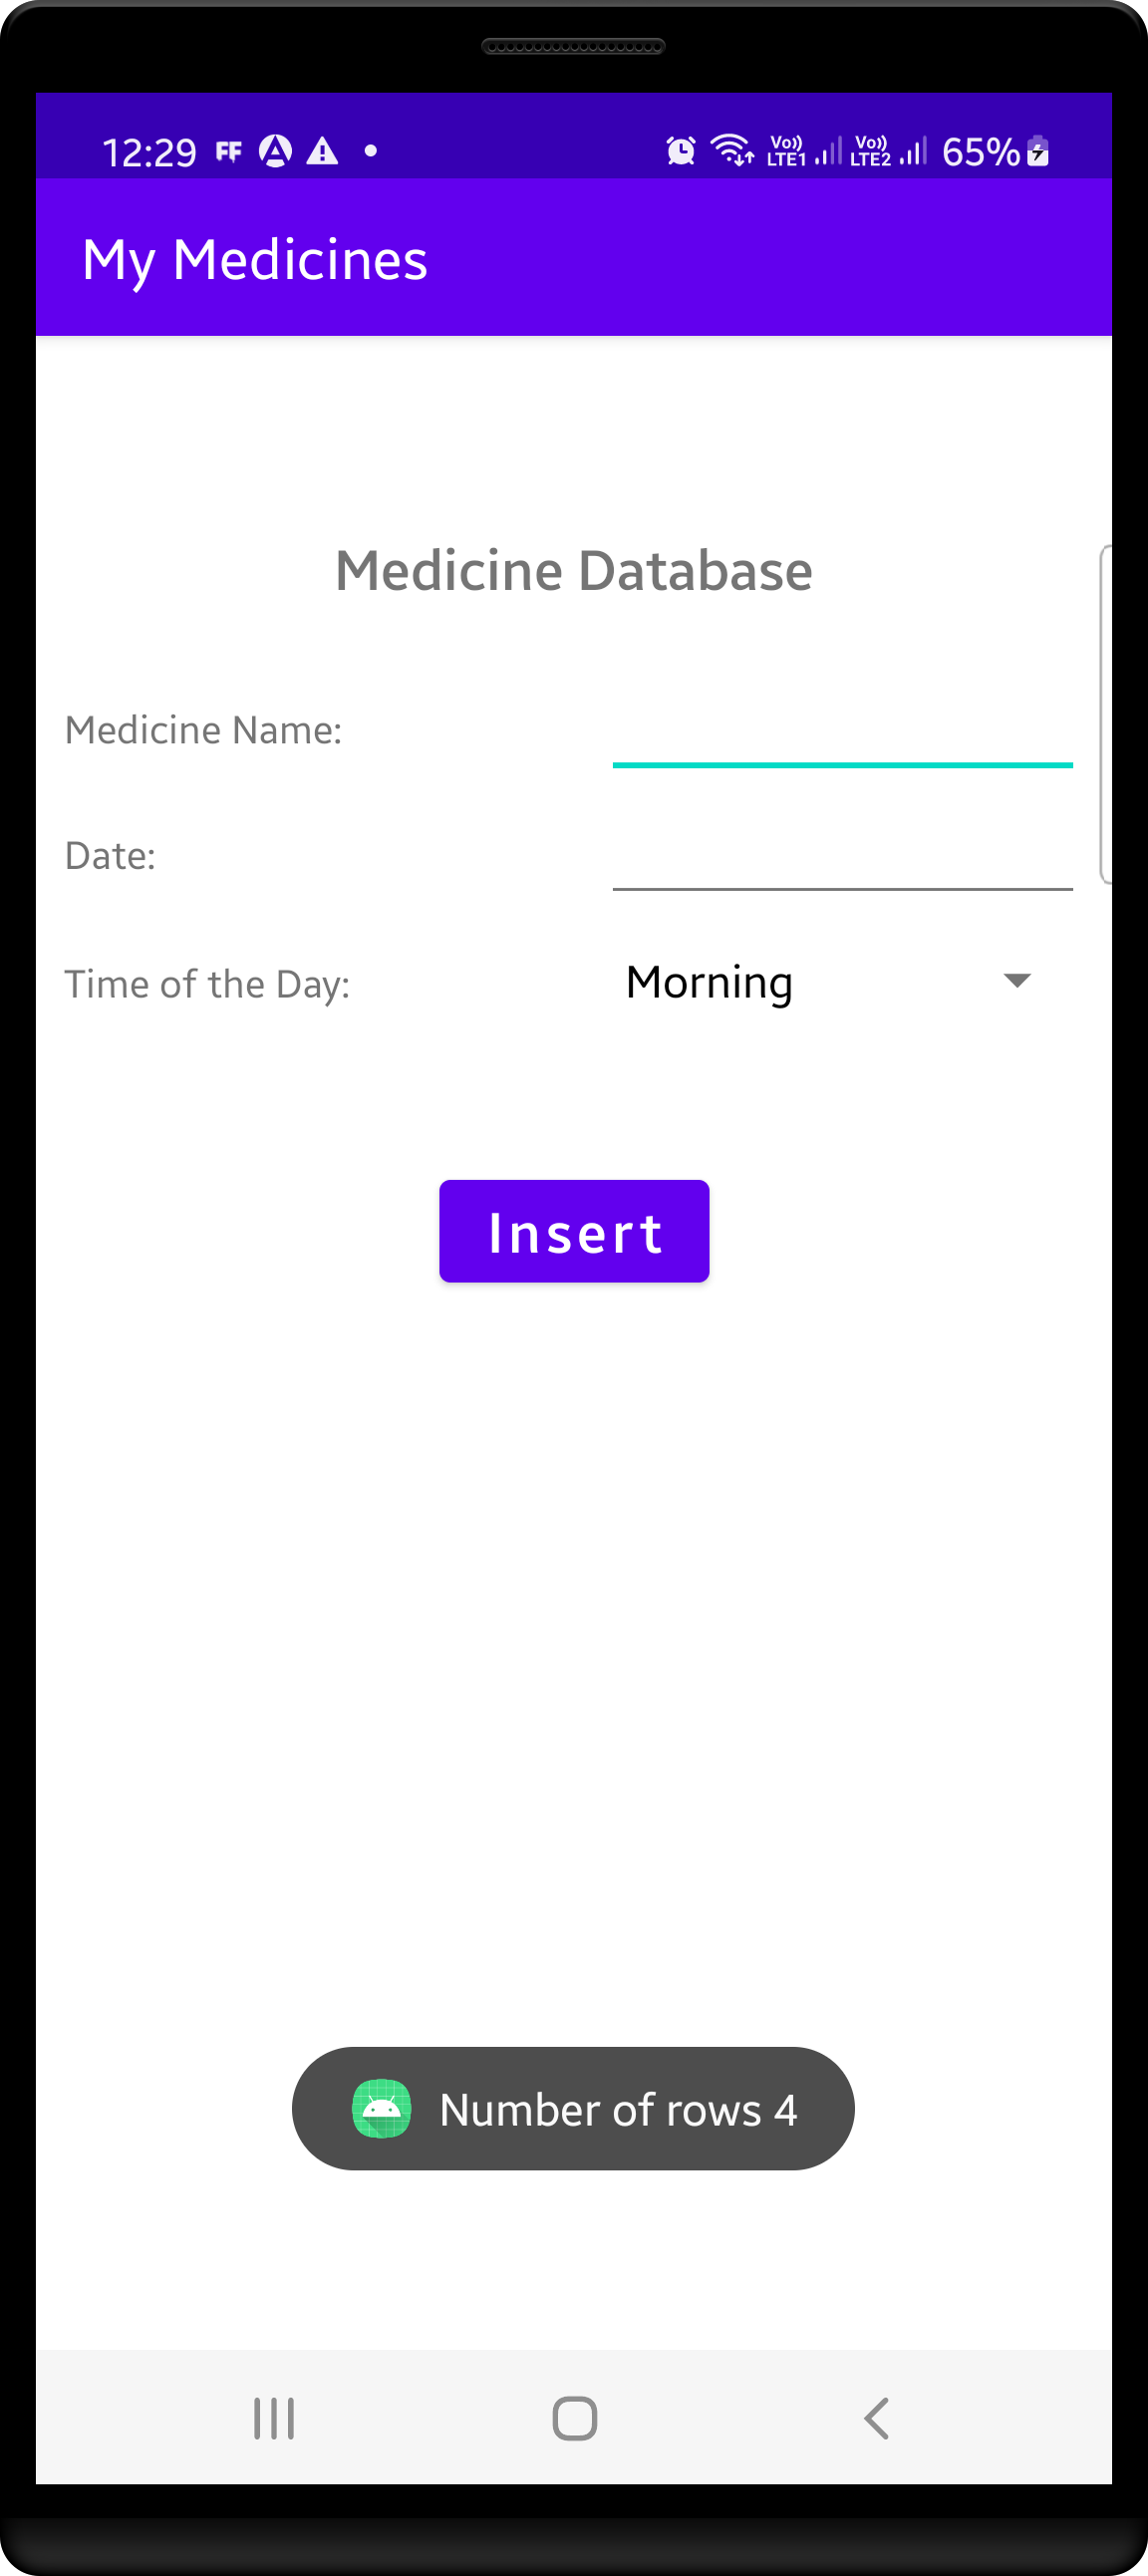 12:29 FF Vo)) LTE1 Vo)) LTE2 65%
My Medicines
Medicine Database
Medicine Name:
Date:
Time of the Day: Morning
Insert
Number of rows 4